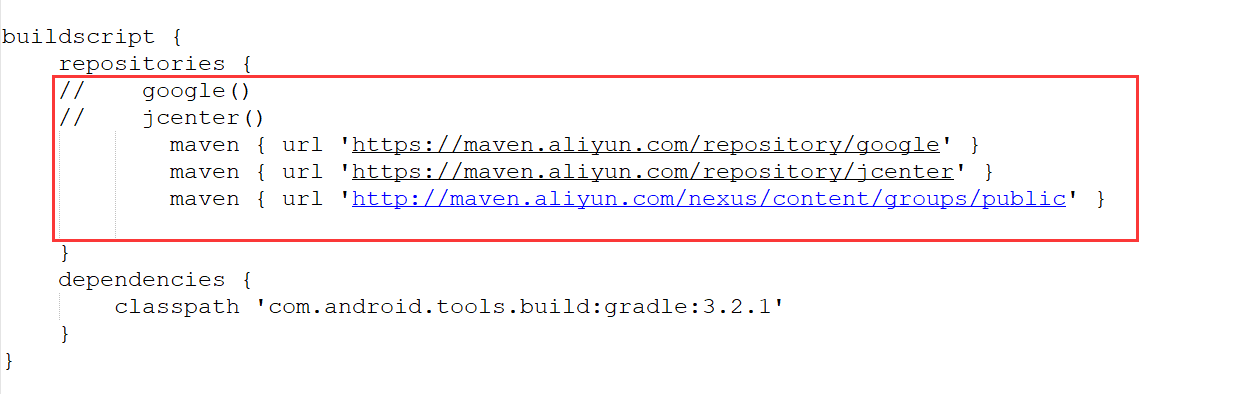 buildscript {
    repositories {
//    google()
//    jcenter()
        maven { url 'https://maven.aliyun.com/repository/google' }
        maven { url 'https://maven.aliyun.com/repository/jcenter' }
        maven { url 'http://maven.aliyun.com/nexus/content/groups/public' }
    }
    dependencies {
        classpath 'com.android.tools.build:gradle:3.2.1'
    }
}